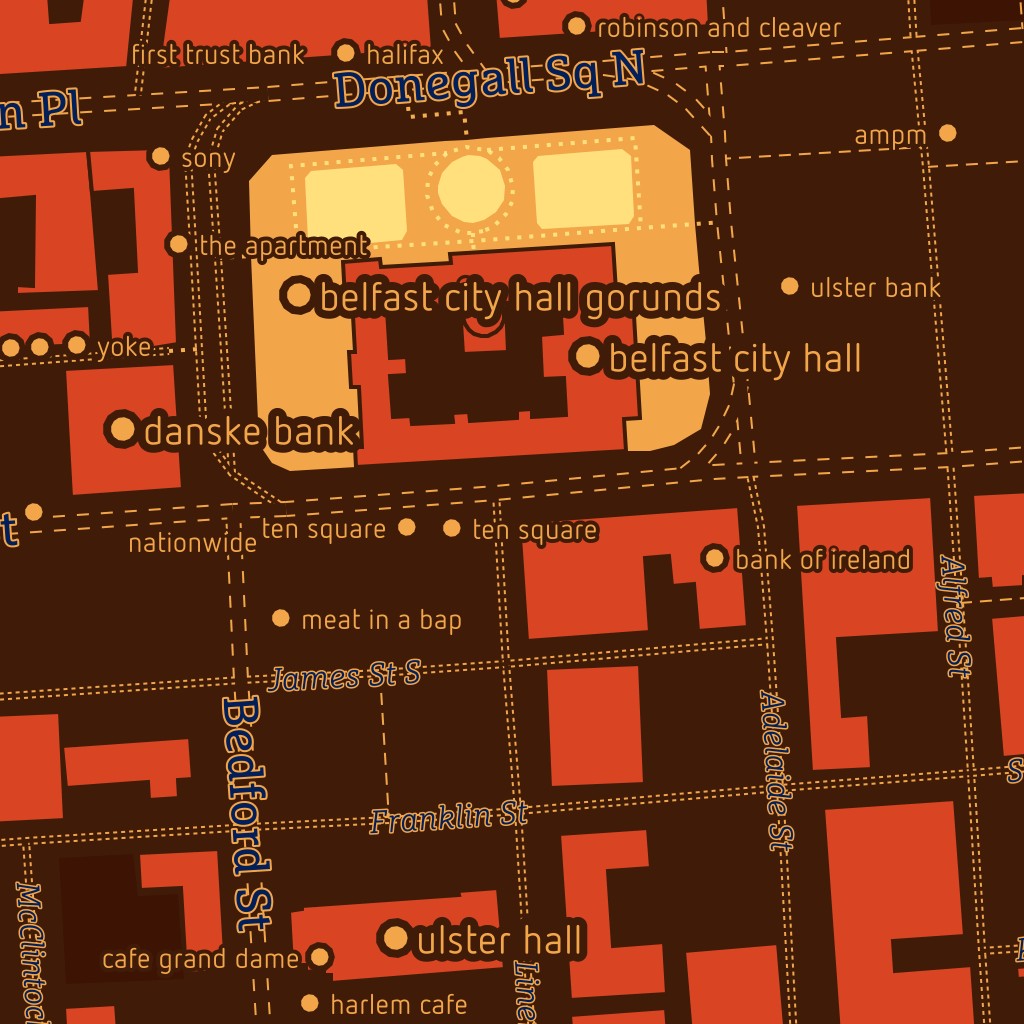 robinson and cleaver
first trust bank
halifax
Donegall Sq N
n Pl
ampm
sony
the apartment
ulster bank
belfast city hall gorunds
yoke
belfast city hall
danske bank
t
ten square
ten square
nationwide
bank of ireland
meat in a bap
Alfred St
James St S
Bedford St
Adelaide St
S
Franklin St
McClintoc
ulster hall
cafe grand dame
harlem cafe